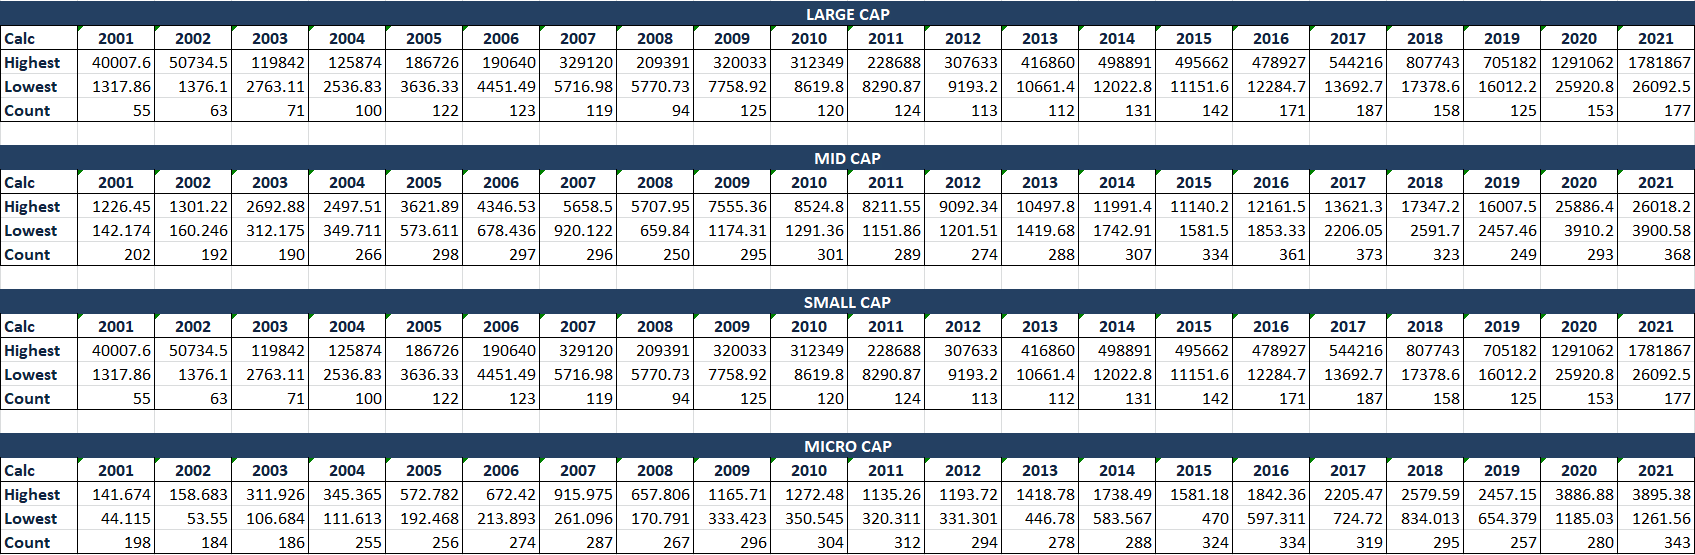 LARGE CAP
Calc 2001 2002 2003 2004 2005 2006 2007 2008 2009 2010 2011 2012 2013 2014 2015 2016 2017 2018 2019 2020 2021
Highest 40007.6 50734.5 119842 125874 186726 190640 329120 209391 320033 312349 228688 307633 416860 498891 495662 478927 544216 807743 705182 1291062 1781867
Lowest 1317.86 1376.1 2763.11 2536.83 3636.33 4451.49 5716.98 5770.73 7758.92 8619.8 8290.87 9193.2 10661.4 12022.8 11151.6 12284.7 13692.7 17378.6 16012.2 25920.8 26092.5
Count 55 63 71 100 122 123 119 94 125 120 124 113 112 131 142 171 187 158 125 153 177
MID CAP
Calc 2001 2002 2003 2004 2005 2006 2007 2008 2009 2010 2011 2012 2013 2014 2015 2016 2017 2018 2019 2020 2021
Highest 1226.45 1301.22 2692.88 2497.51 3621.89 4346.53 5658.5 5707.95 7555.36 8524.8 8211.55 9092.34 10497.8 11991.4 11140.2 12161.5 13621.3 17347.2 16007.5 25886.4 26018.2
Lowest 142.174 160.246 312.175 349.711 573.611 678.436 920.122 659.84 1174.31 1291.36 1151.86 1201.51 1419.68 1742.91 1581.5 1853.33 2206.05 2591.7 2457.46 3910.2 3900.58
Count 202 192 190 266 298 297 296 250 295 301 289 274 288 307 334 361 373 323 249 293 368
SMALL CAP
Calc 2001 2002 2003 2004 2005 2006 2007 2008 2009 2010 2011 2012 2013 2014 2015 2016 2017 2018 2019 2020 2021
Highest 40007.6 50734.5 119842 125874 186726 190640 329120 209391 320033 312349 228688 307633 416860 498891 495662 478927 544216 807743 705182 1291062 1781867
Lowest 1317.86 1376.1 2763.11 2536.83 3636.33 4451.49 5716.98 5770.73 7758.92 8619.8 8290.87 9193.2 10661.4 12022.8 11151.6 12284.7 13692.7 17378.6 16012.2 25920.8 26092.5
Count 55 63 71 100 122 123 119 94 125 120 124 113 112 131 142 171 187 158 125 153 177
MICRO CAP
Calc 2001 2002 2003 2004 2005 2006 2007 2008 2009 2010 2011 2012 2013 2014 2015 2016 2017 2018 2019 2020 2021
Highest 141.674 158.683 311.926 345.365 572.782 672.42 915.975 657.806 1165.71 1272.48 1135.26 1193.72 1418.78 1738.49 1581.18 1842.36 2205.47 2579.59 2457.15 3886.88 3895.38
Lowest 44.115 53.55 106.684 111.613 192.468 213.893 261.096 170.791 333.423 350.545 320.311 331.301 446.78 583.567 470 597.311 724.72 834.013 654.379 1185.03 1261.56
Count 198 184 186 255 256 274 287 267 296 304 312 294 278 288 324 334 319 295 257 280 343